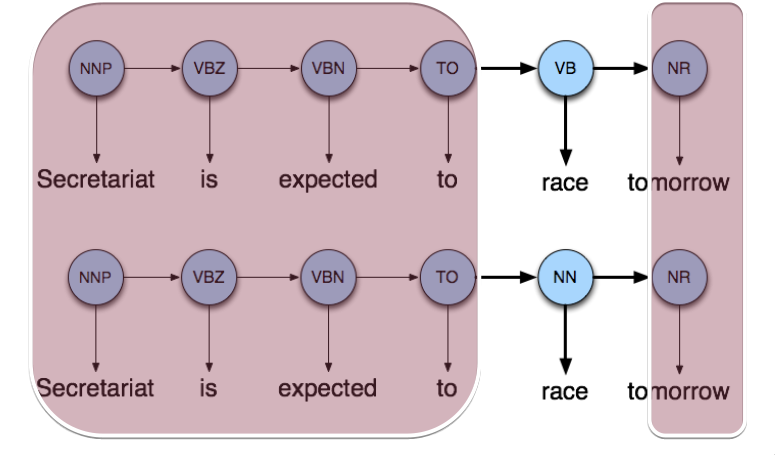 NNP VBZ VBN TO VB NR
Secretariat is expected to race tomorrow
NNP VBZ VBN TO NN NR
Secretariat is expected to race tomorrow